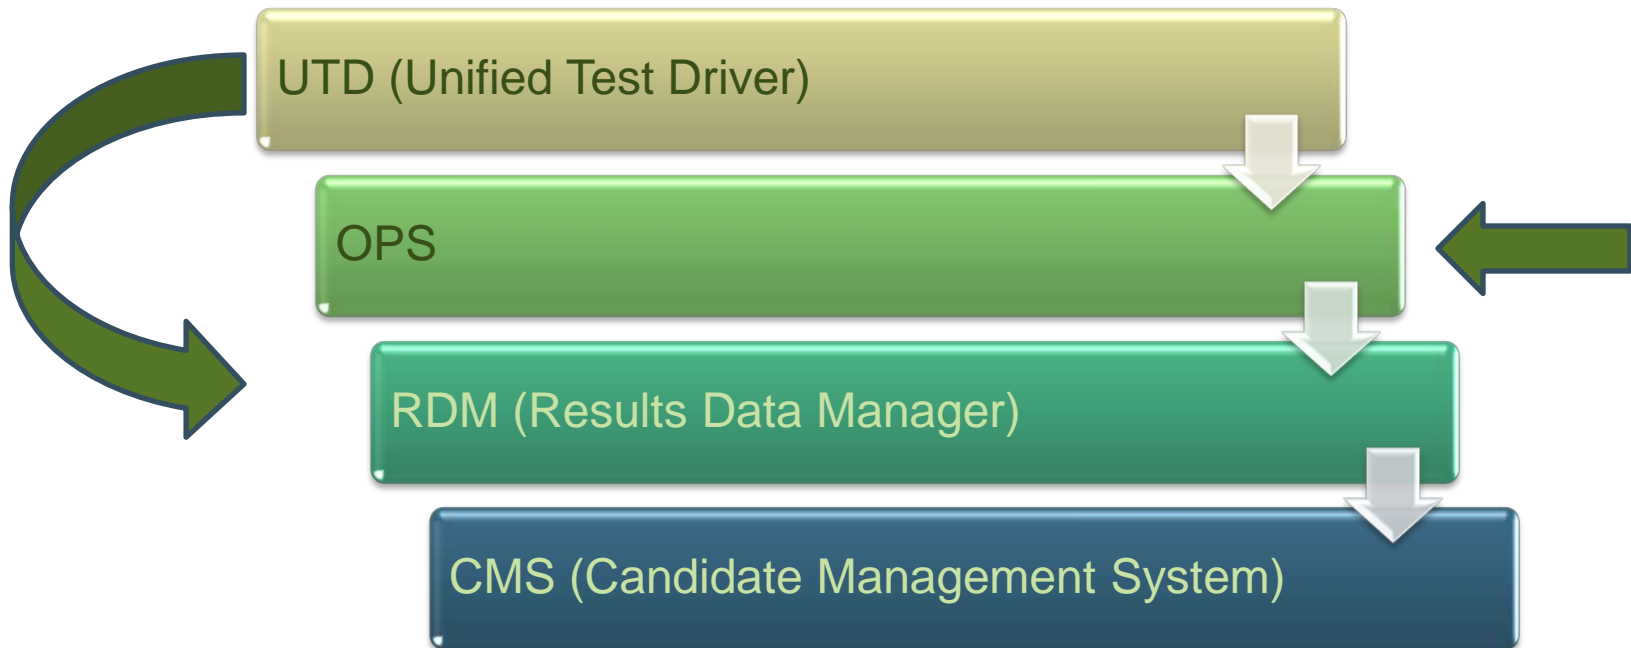 UTD (Unified Test Driver)
OPS
RDM (Results Data Manager)
CMS (Candidate Management System)